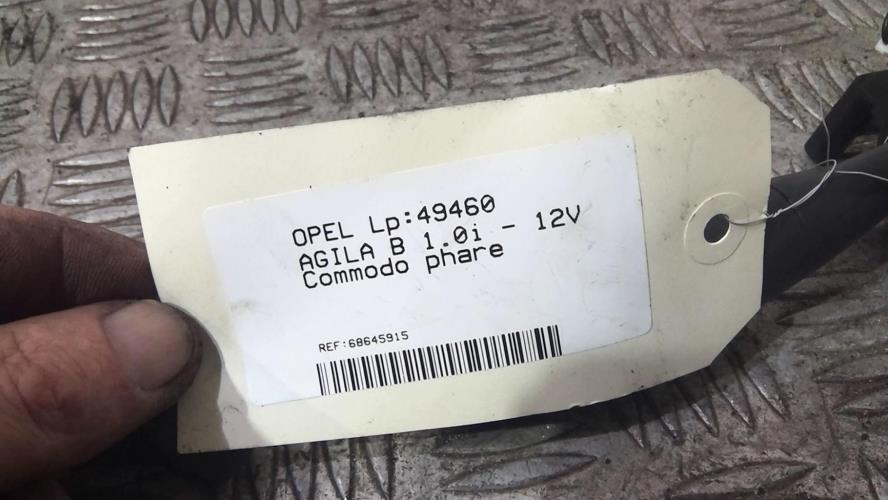 OPEL Lp:49460
AGILA B 1.0i - 12V
Commodo phare
REF:68645915